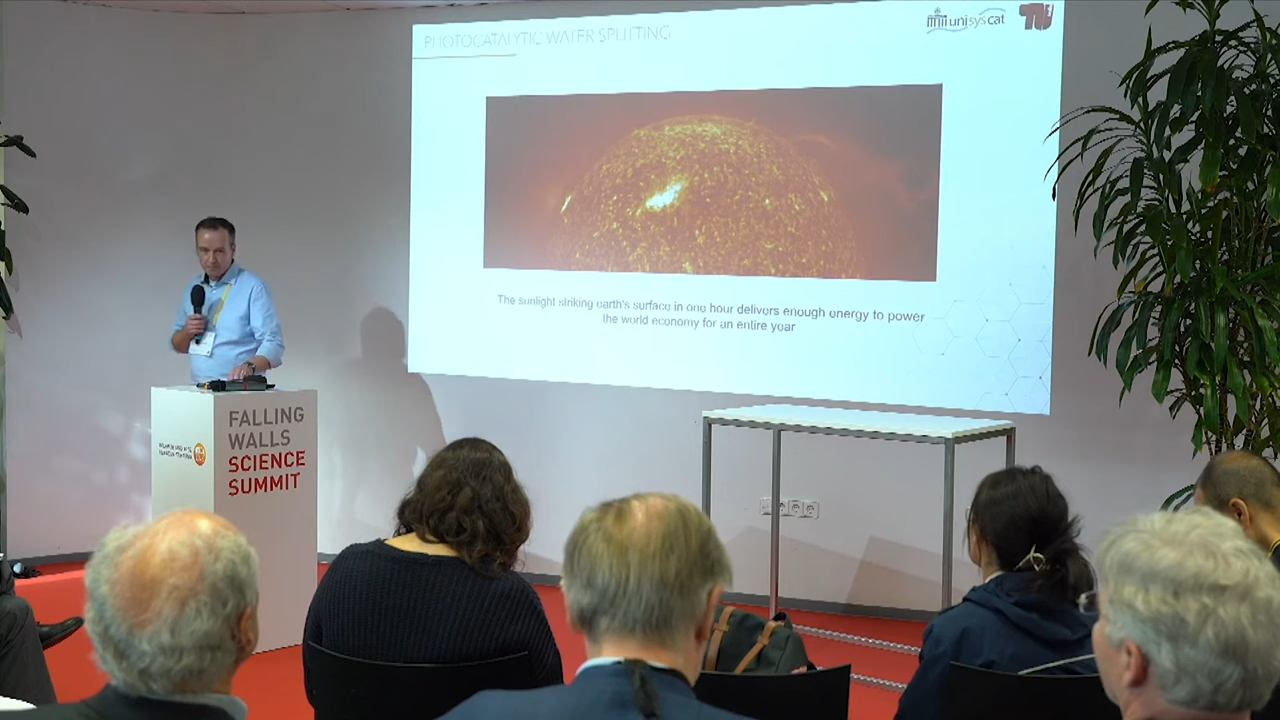 PHOTOCATALYTIC WATER SPLITTING
unisyscat
The sunlight striking earth's surface in one hour delivers enough energy to power
the world economy for an entire year
FALLING
WALLS
SCIENCE
SUMMIT